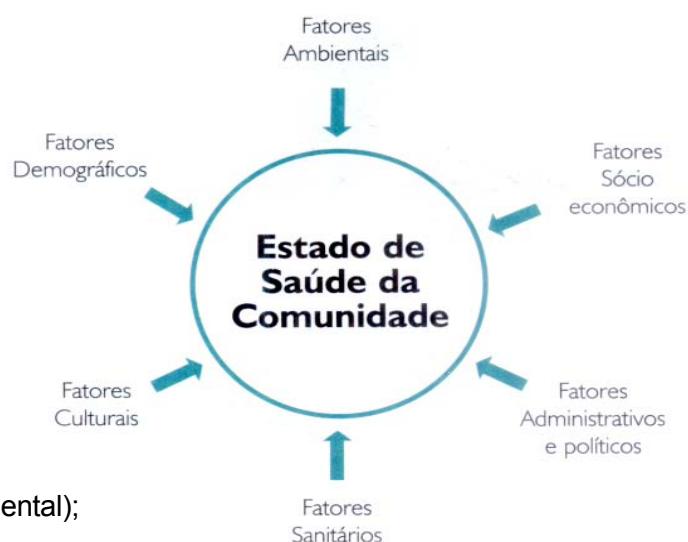 Fatores
Ambientais
Fatores
Demográficos
Fatores
Sócio
econômicos
Estado de
Saúde da
Comunidade
Fatores
Culturais
Fatores
Administrativos
e políticos
ental);
Fatores
Sanitários